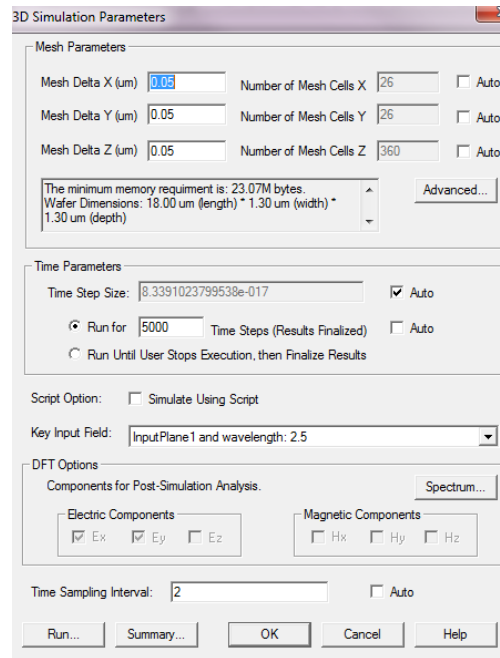 3D Simulation Parameters
Mesh Parameters
Mesh Delta X (um) 0.05 Number of Mesh Cells X 26 Auto
Mesh Delta Y (um) 0.05 Number of Mesh Cells Y 26 Auto
Mesh Delta Z (um) 0.05 Number of Mesh Cells Z 360 Auto
The minimum memory requirment is: 23.07M bytes.
Wafer Dimensions: 18.00 um (length) * 1.30 um (width) *
1.30 um (depth)
Advanced...
Time Parameters
Time Step Size: 8.3391023799538e-017 Auto
Run for 5000 Time Steps (Results Finalized) Auto
Run Until User Stops Execution, then Finalize Results
Script Option: Simulate Using Script
Key Input Field: InputPlane1 and wavelength: 2.5
DFT Options
Components for Post-Simulation Analysis. Spectrum...
Electric Components Magnetic Components
Ex Ey Ez Hx Hy Hz
Time Sampling Interval: 2 Auto
Run... Summary... OK Cancel Help